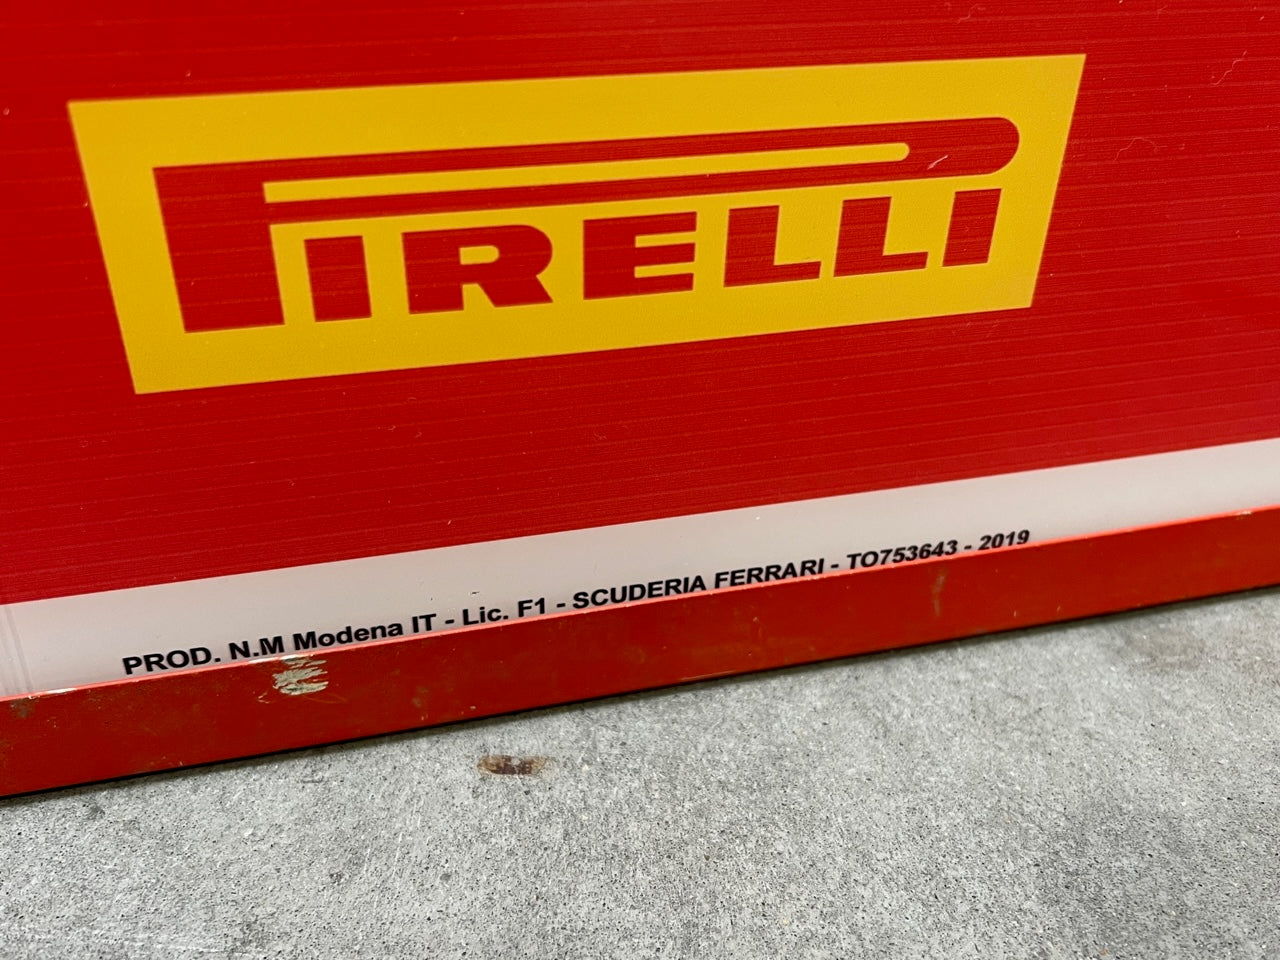 PIRELLI
PROD. N.M Modena IT - Lic. F1 - SCUDERIA FERRARI - TO753643 - 2019